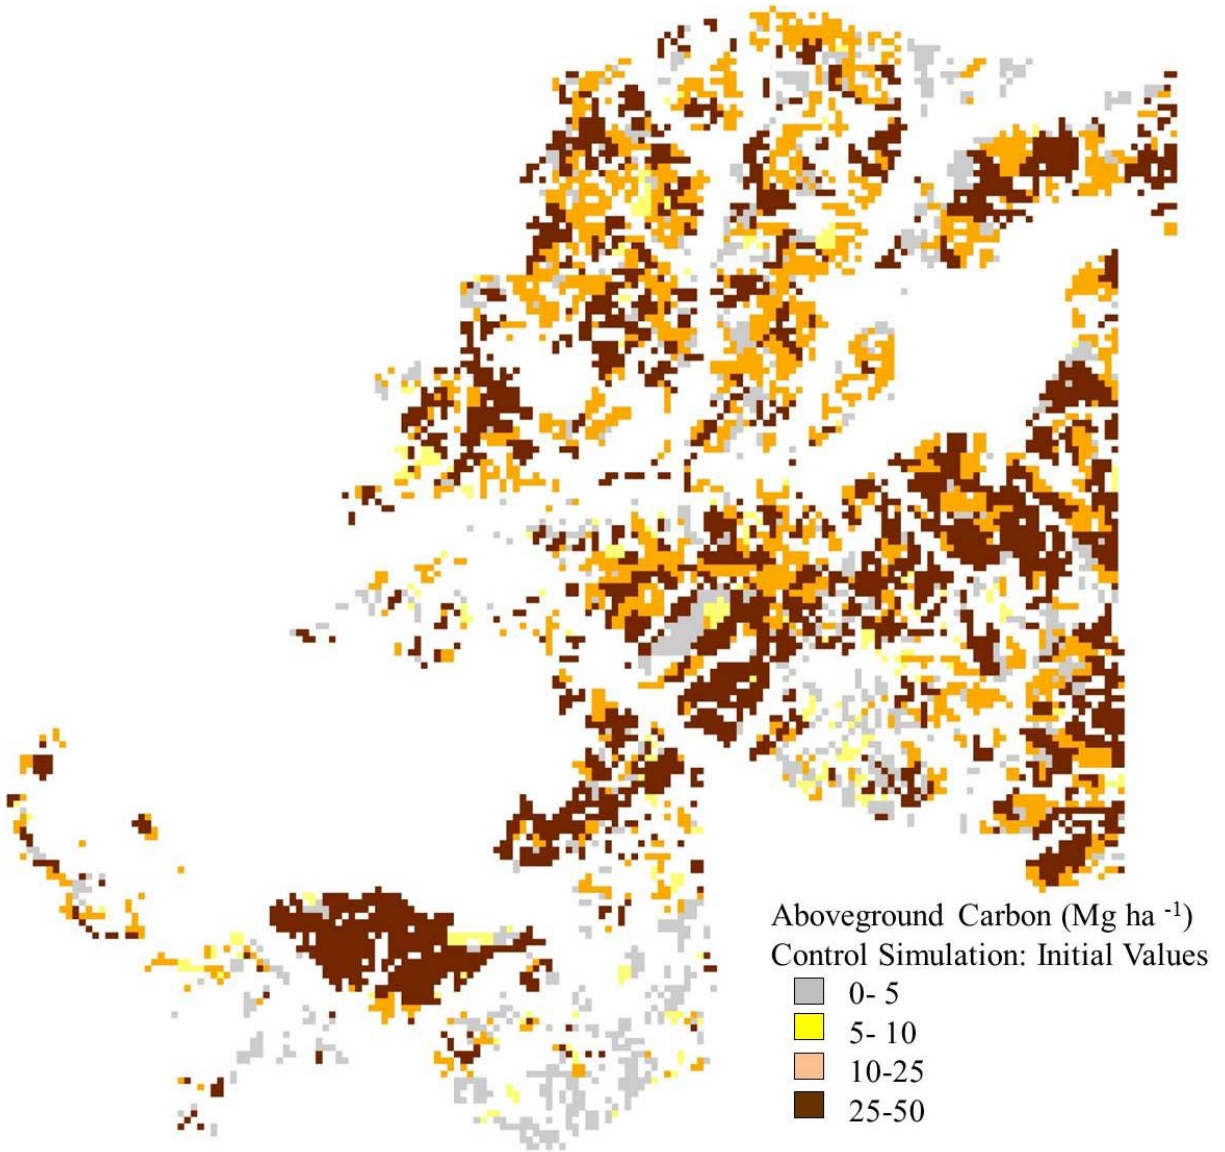 Aboveground Carbon (Mg ha -1)
Control Simulation: Initial Values
0- 5
5- 10
10-25
25-50